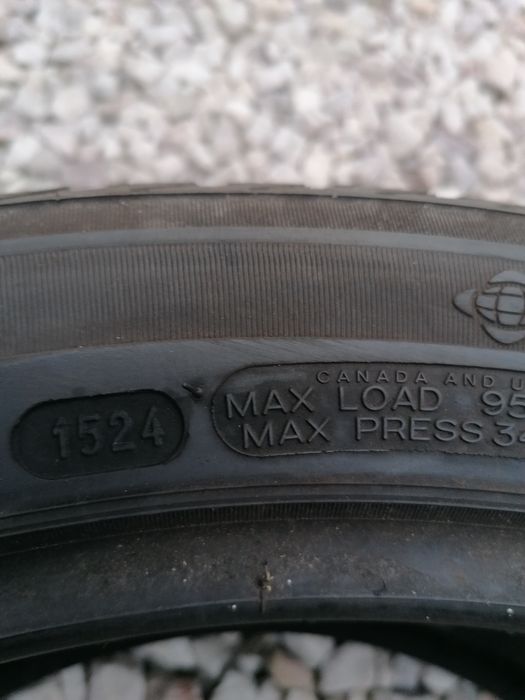 1524
CANADA AND U
MAX LOAD 95
MAX PRESS 3